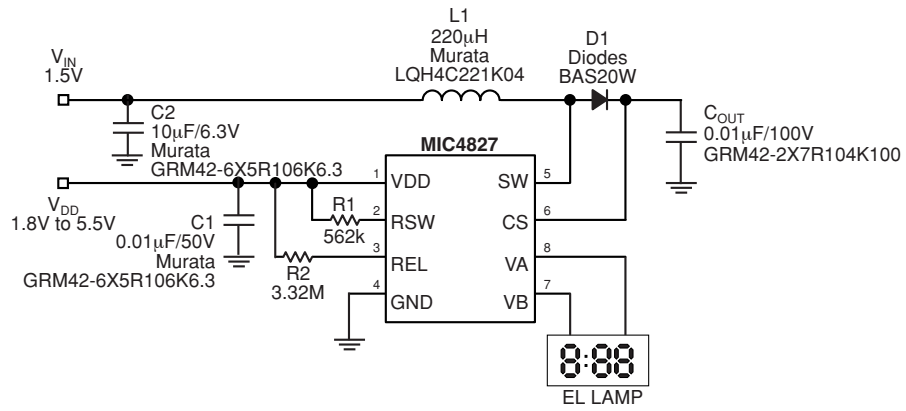 L1
220µH
Murata
LQH4C221K04
D1
Diodes
BAS20W
VIN
1.5V
C2
10µF/6.3V
Murata
GRM42-6X5R106K6.3
COUT
0.01µF/100V
GRM42-2X7R104K100
MIC4827
VDD
1.8V to 5.5V
C1
0.01µF/50V
Murata
GRM42-6X5R106K6.3
R1
562k
R2
3.32M
1 VDD
2 RSW
3 REL
4 GND
SW 5
CS 6
VA 8
VB 7
8:88
EL LAMP